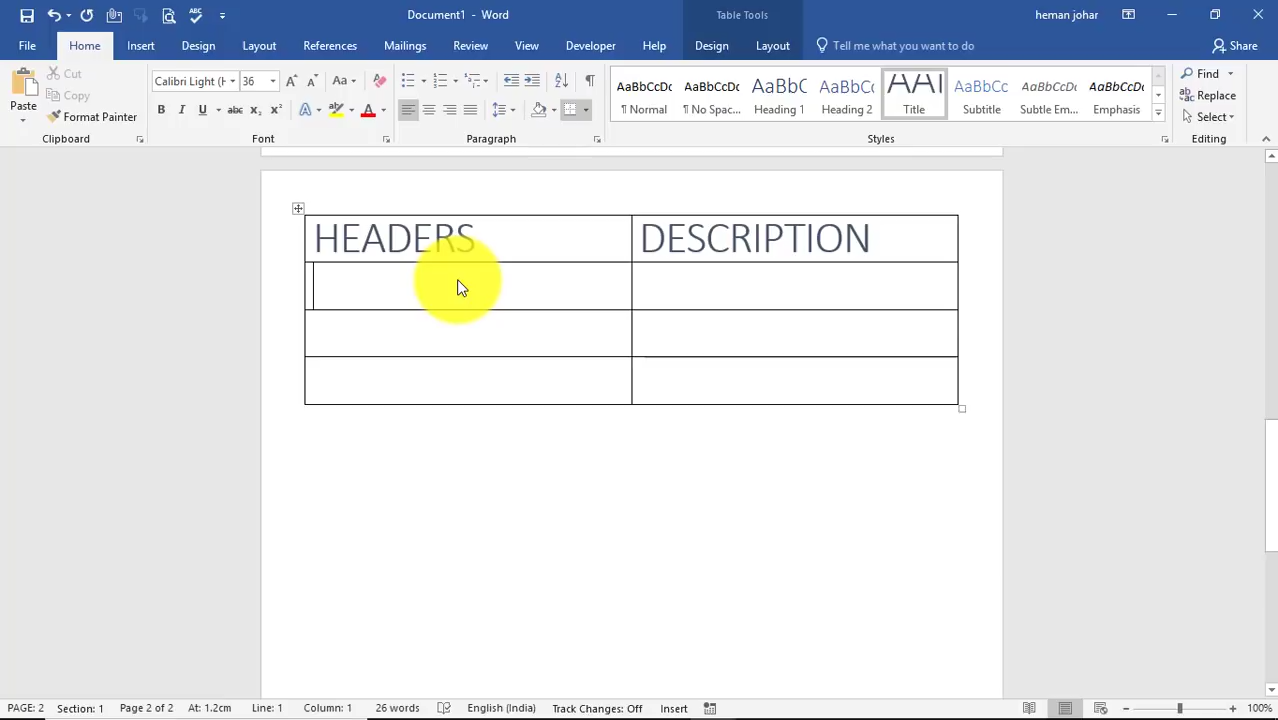 Document1 - Word
Table Tools
heman johar
File Home Insert Design Layout References Mailings Review View Developer Help Design Layout Tell me what you want to do Share
Paste
Cut
Copy
Format Painter
Clipboard
Calibri Light (H 36
Font
Paragraph
AaBbCcDc AaBbCcDc AaBbC AaBbCc AAI AaBbCc AaBbCcDc AaBbCcDc
¶ Normal ¶ No Spac... Heading 1 Heading 2 Title Subtitle Subtle Em... Emphasis
Styles
Find
Replace
Select
Editing
HEADERS DESCRIPTION
PAGE: 2 Section: 1 Page 2 of 2 At: 1.2cm Line: 1 Column: 1 26 words English (India) Track Changes: Off Insert 100%